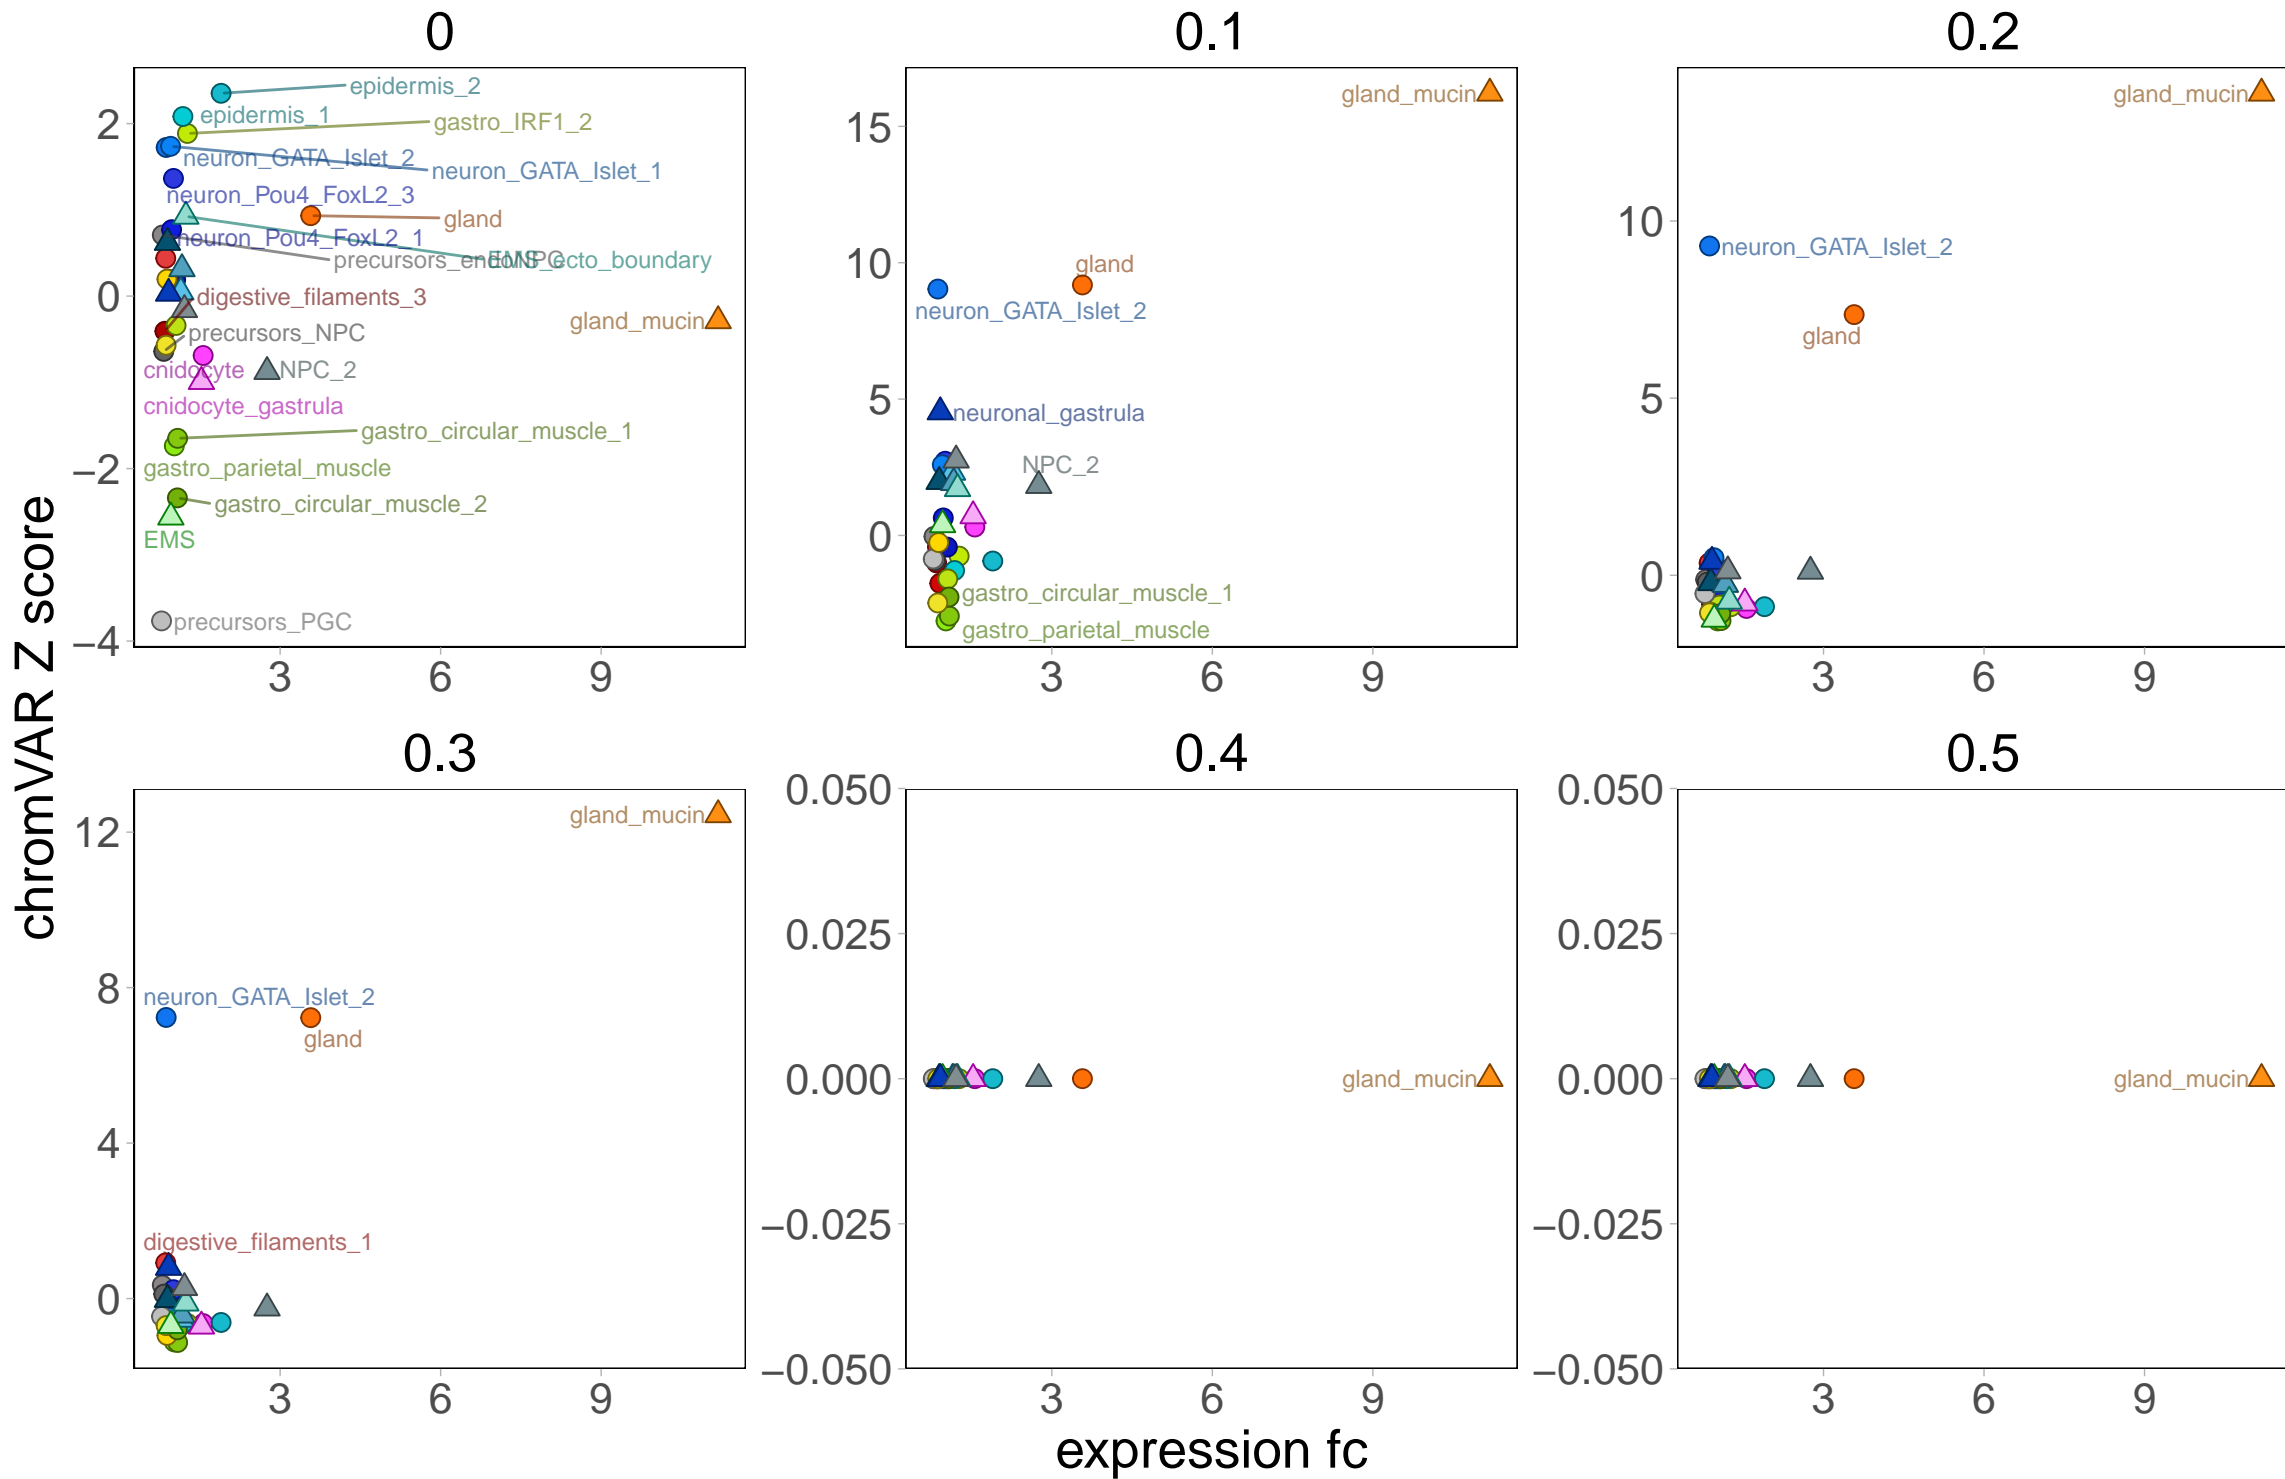 0
0.1
0.2
epidermis_2
epidermis_1
gastro_IRF1_2
neuron_GATA_Islet_2
neuron_GATA_Islet_1
neuron_Pou4_FoxL2_3
gland
neuron_Pou4_FoxL2_1
precursors_endoNPC
EMS_ecto_boundary
digestive_filaments_3
gland_mucin
precursors_NPC
cnidocyte
NPC_2
cnidocyte_gastrula
gastro_circular_muscle_1
gastro_parietal_muscle
gastro_circular_muscle_2
EMS
precursors_PGC
2
0
−2
−4
3
6
9
gland_mucin
gland
neuron_GATA_Islet_2
neuronal_gastrula
NPC_2
gastro_circular_muscle_1
gastro_parietal_muscle
15
10
5
0
3
6
9
gland_mucin
neuron_GATA_Islet_2
gland
10
5
0
3
6
9
chromVAR Z score
0.3
0.4
0.5
gland_mucin
neuron_GATA_Islet_2
gland
digestive_filaments_1
12
8
4
0
3
6
9
0.050
0.025
0.000
−0.025
−0.050
gland_mucin
3
6
9
0.050
0.025
0.000
−0.025
−0.050
gland_mucin
3
6
9
expression fc